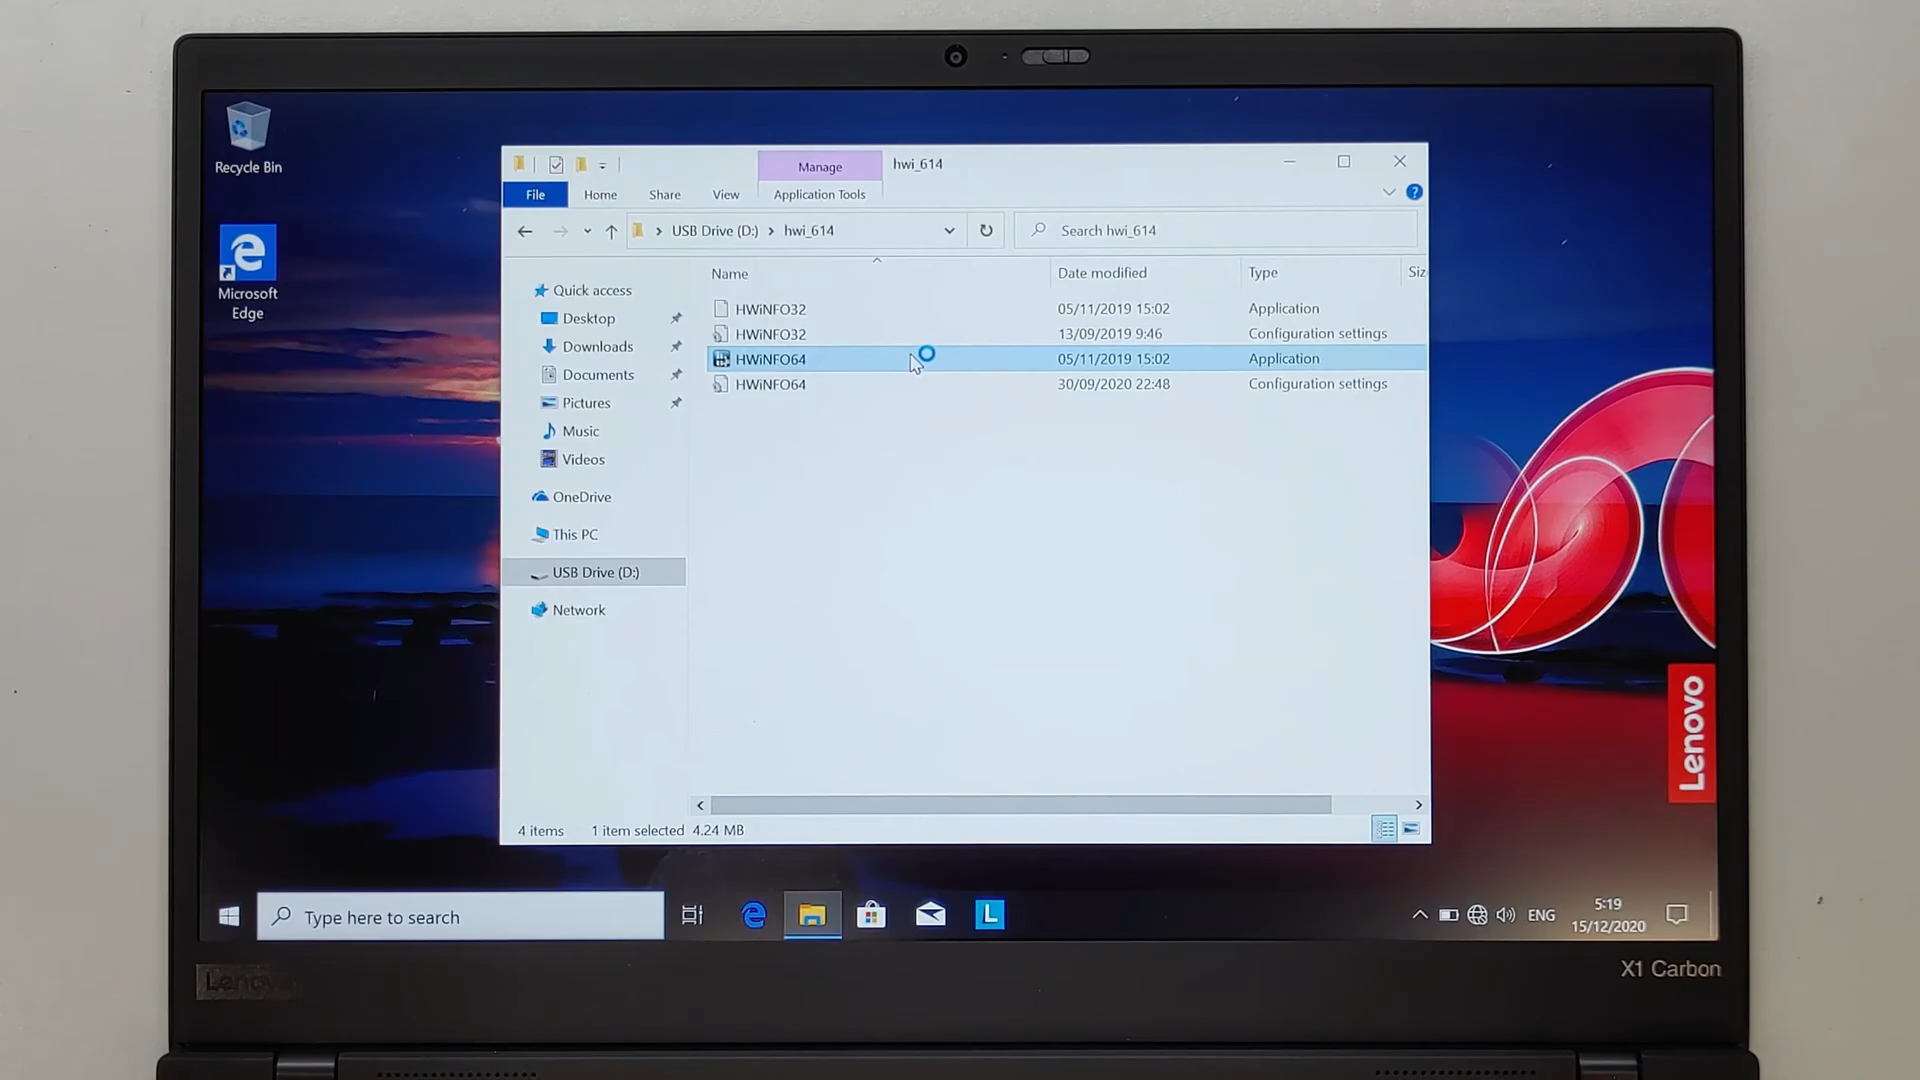 Recycle Bin
Microsoft
Edge
Manage
hwi_614
File
Home
Share
View
Application Tools
USB Drive (D:)
hwi_614
Search hwi_614
Name
Date modified
Type
Siz
Quick access
Desktop
Downloads
Documents
Pictures
Music
Videos
OneDrive
This PC
USB Drive (D:)
Network
HWiNFO32 05/11/2019 15:02 Application
HWiNFO32 13/09/2019 9:46 Configuration settings
HWiNFO64 05/11/2019 15:02 Application
HWiNFO64 30/09/2020 22:48 Configuration settings
4 items 1 item selected 4.24 MB
Lenovo
Type here to search
L
ENG
5:19
15/12/2020
Lenovo
X1 Carbon